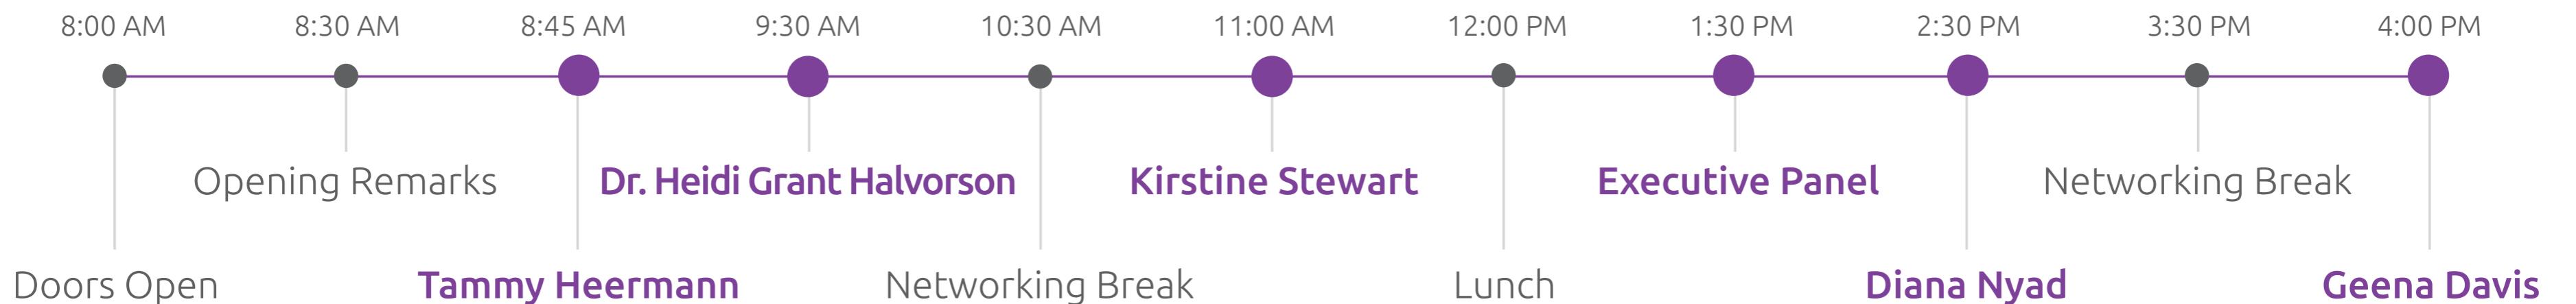 8:00 AM 8:30 AM 8:45 AM 9:30 AM 10:30 AM 11:00 AM 12:00 PM 1:30 PM 2:30 PM 3:30 PM 4:00 PM
Opening Remarks Dr. Heidi Grant Halvorson Kirstine Stewart Executive Panel Networking Break
Doors Open Tammy Heermann Networking Break Lunch Diana Nyad Geena Davis